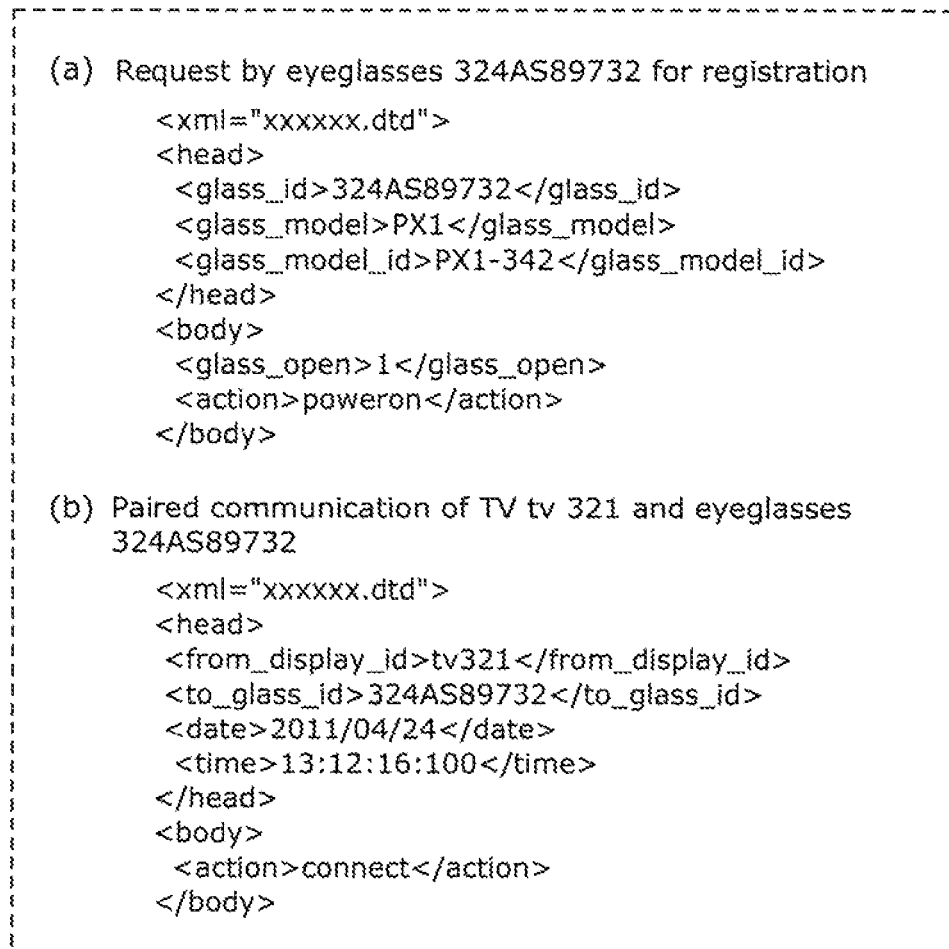 (a) Request by eyeglasses 324AS89732 for registration
<xml="xxxxxx.dtd">
<head>
<glass_id>324AS89732</glass_id>
<glass_model>PX1</glass_model>
<glass_model_id>PX1-342</glass_model_id>
</head>
<body>
<glass_open>1</glass_open>
<action>poweron</action>
</body>
(b) Paired communication of TV tv 321 and eyeglasses
324AS89732
<xml="xxxxxx.dtd">
<head>
<from_display_id>tv321</from_display_id>
<to_glass_id>324AS89732</to_glass_id>
<date>2011/04/24</date>
<time>13:12:16:100</time>
</head>
<body>
<action>connect</action>
</body>